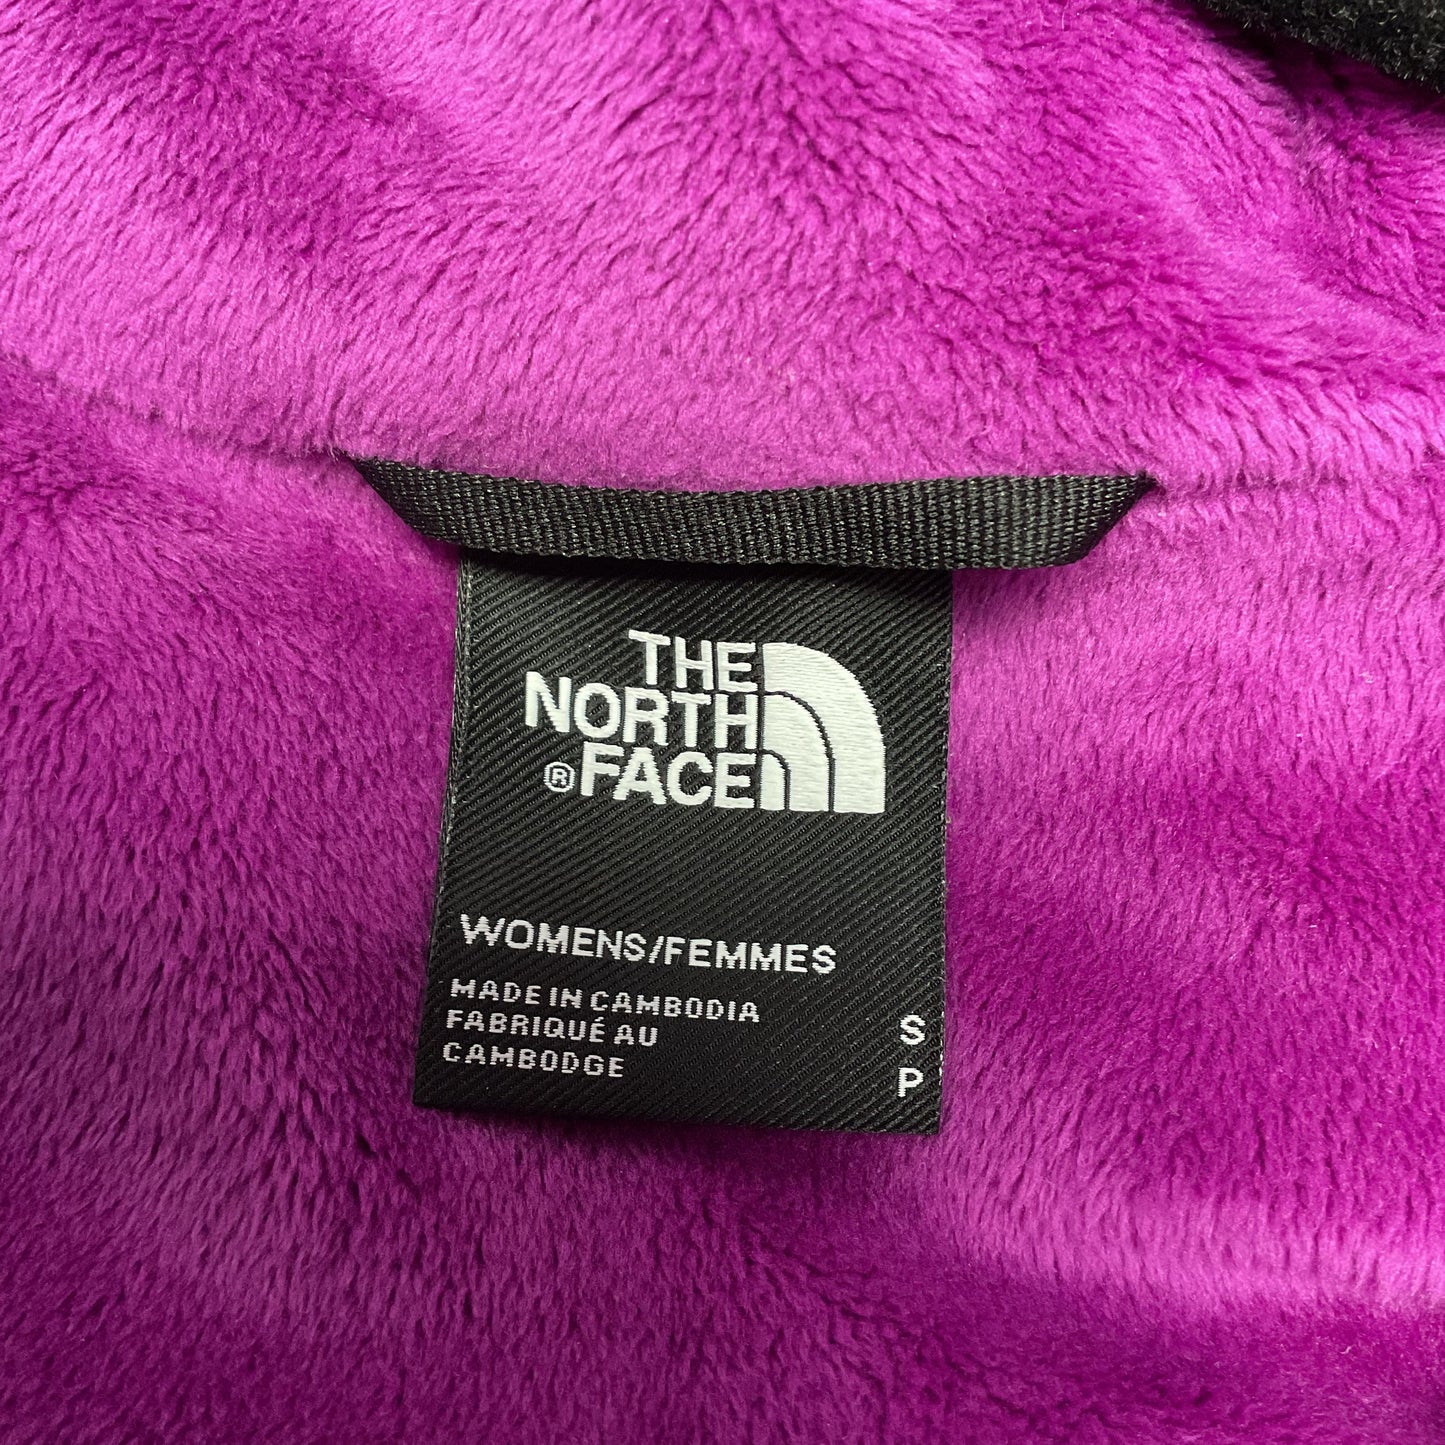 THE
NORTH
® FACE
WOMENS/FEMMES
MADE IN CAMBODIA
FABRIQUÉ AU
CAMBODGE
S
P